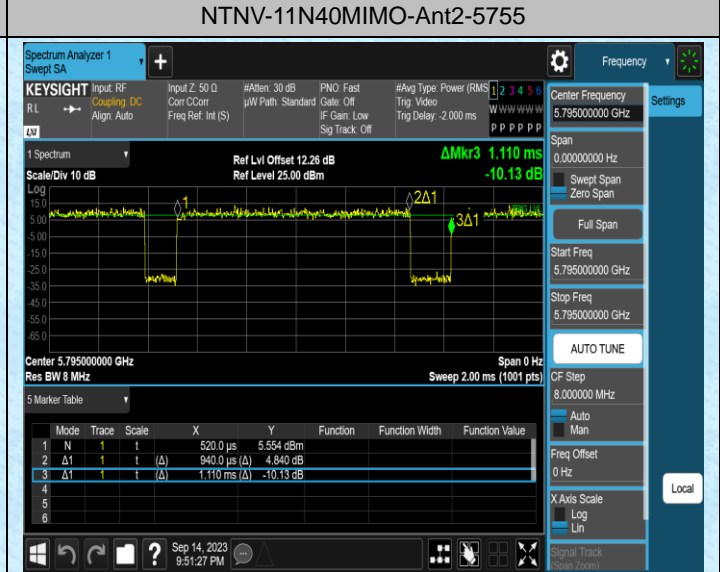 NTNV-11N40MIMO-Ant2-5755
Spectrum Analyzer 1
Swept SA
+
Frequency
KEYSIGHT
RL
LXI
Input: RF
Coupling: DC
Align: Auto
Input Z: 50 Ω
Corr CCorr
Freq Ref: Int (S)
#Atten: 30 dB
µW Path: Standard
PNO: Fast
Gate: Off
IF Gain: Low
Sig Track: Off
#Avg Type: Power (RMS
Trig: Video
Trig Delay: -2.000 ms
1 2 3 4 5 6
W W W W W W
P P P P P P
1 Spectrum
Scale/Div 10 dB
Ref Lvl Offset 12.26 dB
Ref Level 25.00 dBm
ΔMkr3 1.110 ms
-10.13 dB
Log
15.0
5.00
-5.00
-15.0
-25.0
-35.0
-45.0
-55.0
-65.0
1
2Δ1
3Δ1
Center 5.795000000 GHz
Res BW 8 MHz
Span 0 Hz
Sweep 2.00 ms (1001 pts)
5 Marker Table
Mode Trace Scale X Y Function Function Width Function Value
1 N 1 t 520.0 µs 5.554 dBm
2 Δ1 1 t (Δ) 940.0 µs (Δ) 4.840 dB
3 Δ1 1 t (Δ) 1.110 ms (Δ) -10.13 dB
4
5
6
Sep 14, 2023
9:51:27 PM
Center Frequency
5.795000000 GHz
Span
0.00000000 Hz
Swept Span
Zero Span
Full Span
Start Freq
5.795000000 GHz
Stop Freq
5.795000000 GHz
AUTO TUNE
CF Step
8.000000 MHz
Auto
Man
Freq Offset
0 Hz
X Axis Scale
Log
Lin
Signal Track
(Span Zoom)
Settings
Local